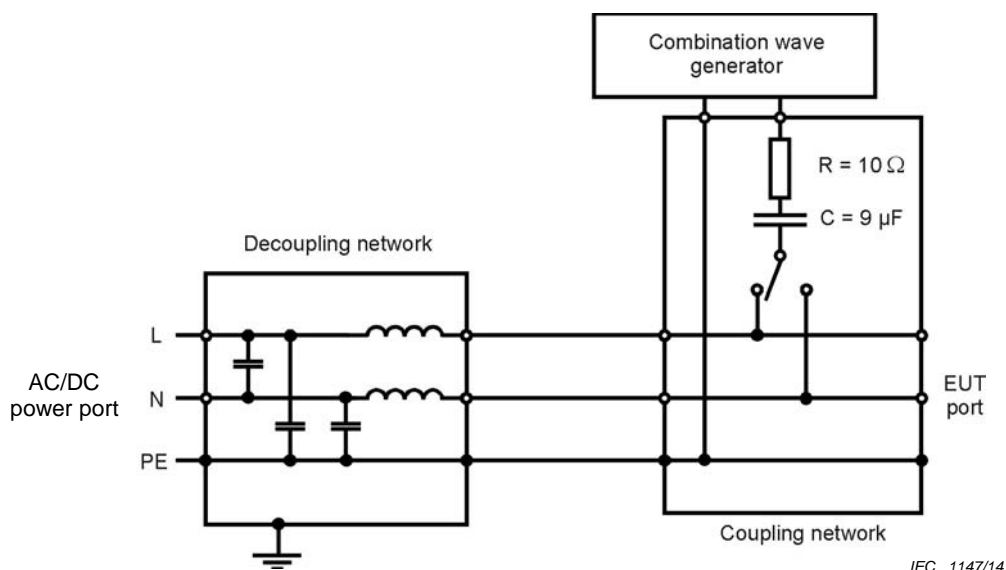 Combination wave
generator
R = 10 Ω
C = 9 µF
Decoupling network
L
AC/DC
power port
N
EUT
port
PE
Coupling network
IEC 1147/14